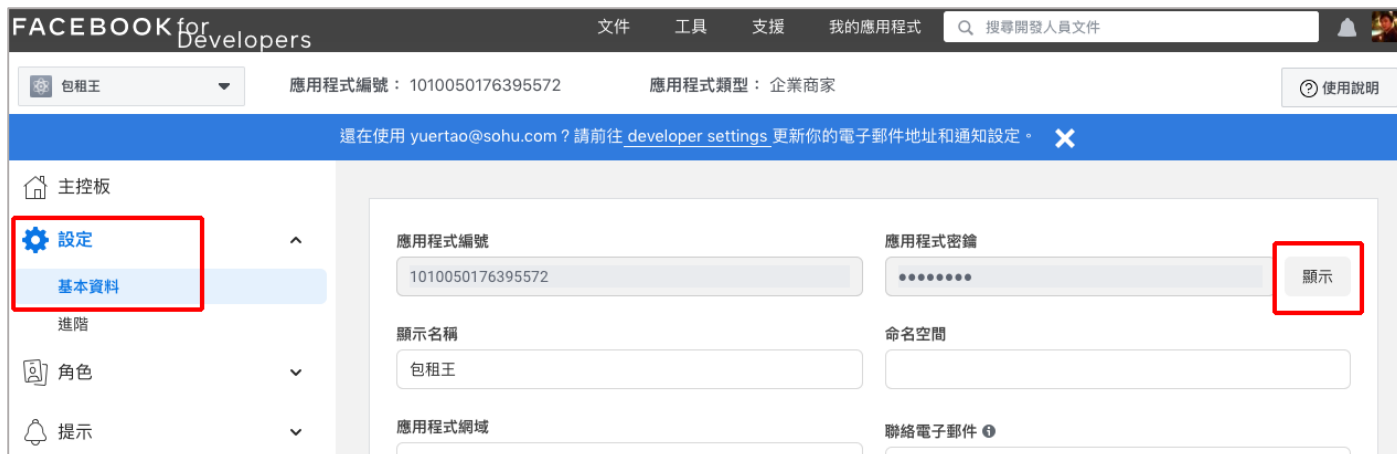 FACEBOOK for Developers
文件 工具 支援 我的應用程式 搜尋開發人員文件
包租王 應用程式編號： 1010050176395572 應用程式類型： 企業商家 使用說明
還在使用 yuertao@sohu.com？請前往 developer settings 更新你的電子郵件地址和通知設定。
主控板
設定
基本資料
進階
角色
提示
應用程式編號
1010050176395572
應用程式密鑰
●●●●●●●●
顯示
顯示名稱
包租王
命名空間
應用程式網域
聯絡電子郵件